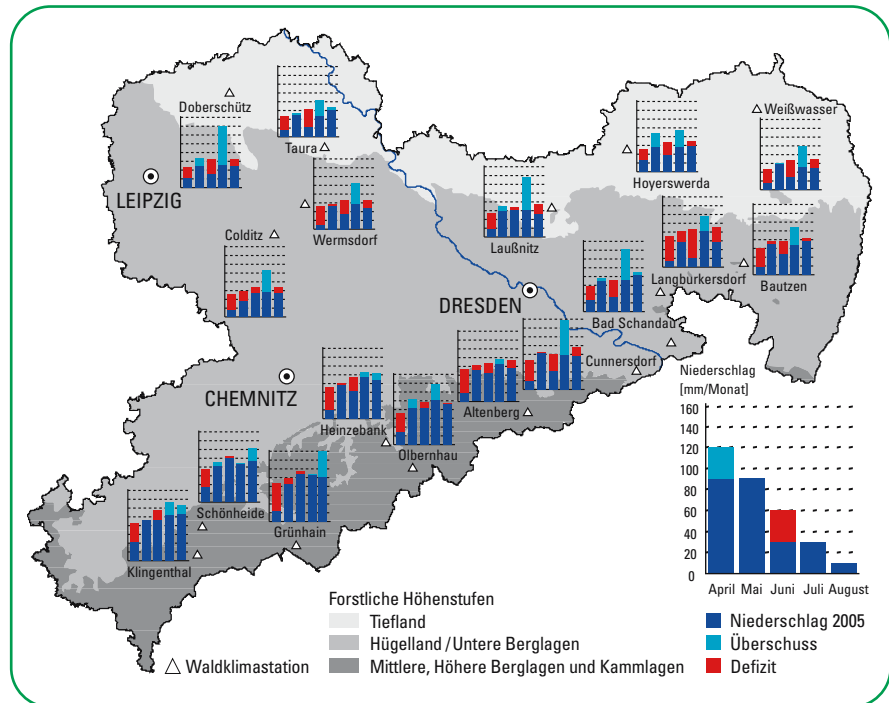 Doberschütz
Taura
Weißwasser
Hoyerswerda
LEIPZIG
Wermsdorf
Laußnitz
Colditz
Langburkersdorf
Bautzen
DRESDEN
Bad Schandau
Cunnersdorf
CHEMNITZ
Heinzebank
Altenberg
Olbernhau
Schönheide
Grünhain
Klingenthal
Niederschlag
[mm/Monat]
160
140
120
100
80
60
40
20
0
April Mai Juni Juli August
Forstliche Höhenstufen
Tiefland
Hügelland/Untere Berglagen
Mittlere, Höhere Berglagen und Kammlagen
Waldklimastation
Niederschlag 2005
Überschuss
Defizit